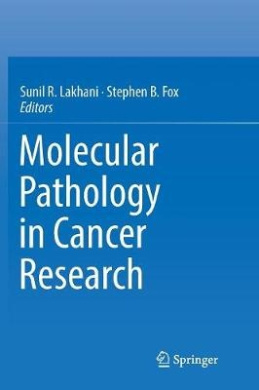 Sunil R. Lakhani · Stephen B. Fox
Editors
Molecular
Pathology
in Cancer
Research
Springer